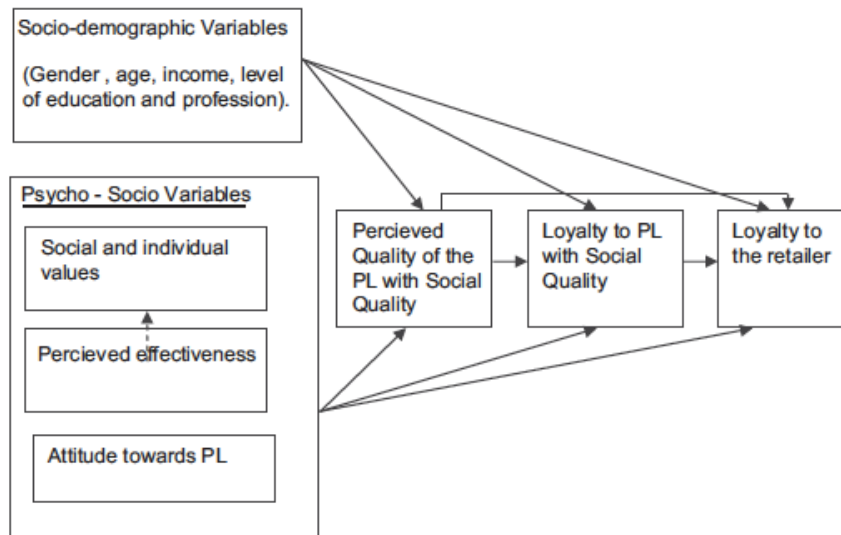 Socio-demographic Variables
(Gender , age, income, level
of education and profession).
Psycho - Socio Variables
Social and individual
values
Percieved effectiveness
Attitude towards PL
Percieved
Quality of the
PL with Social
Quality
Loyalty to PL
with Social
Quality
Loyalty to
the retailer